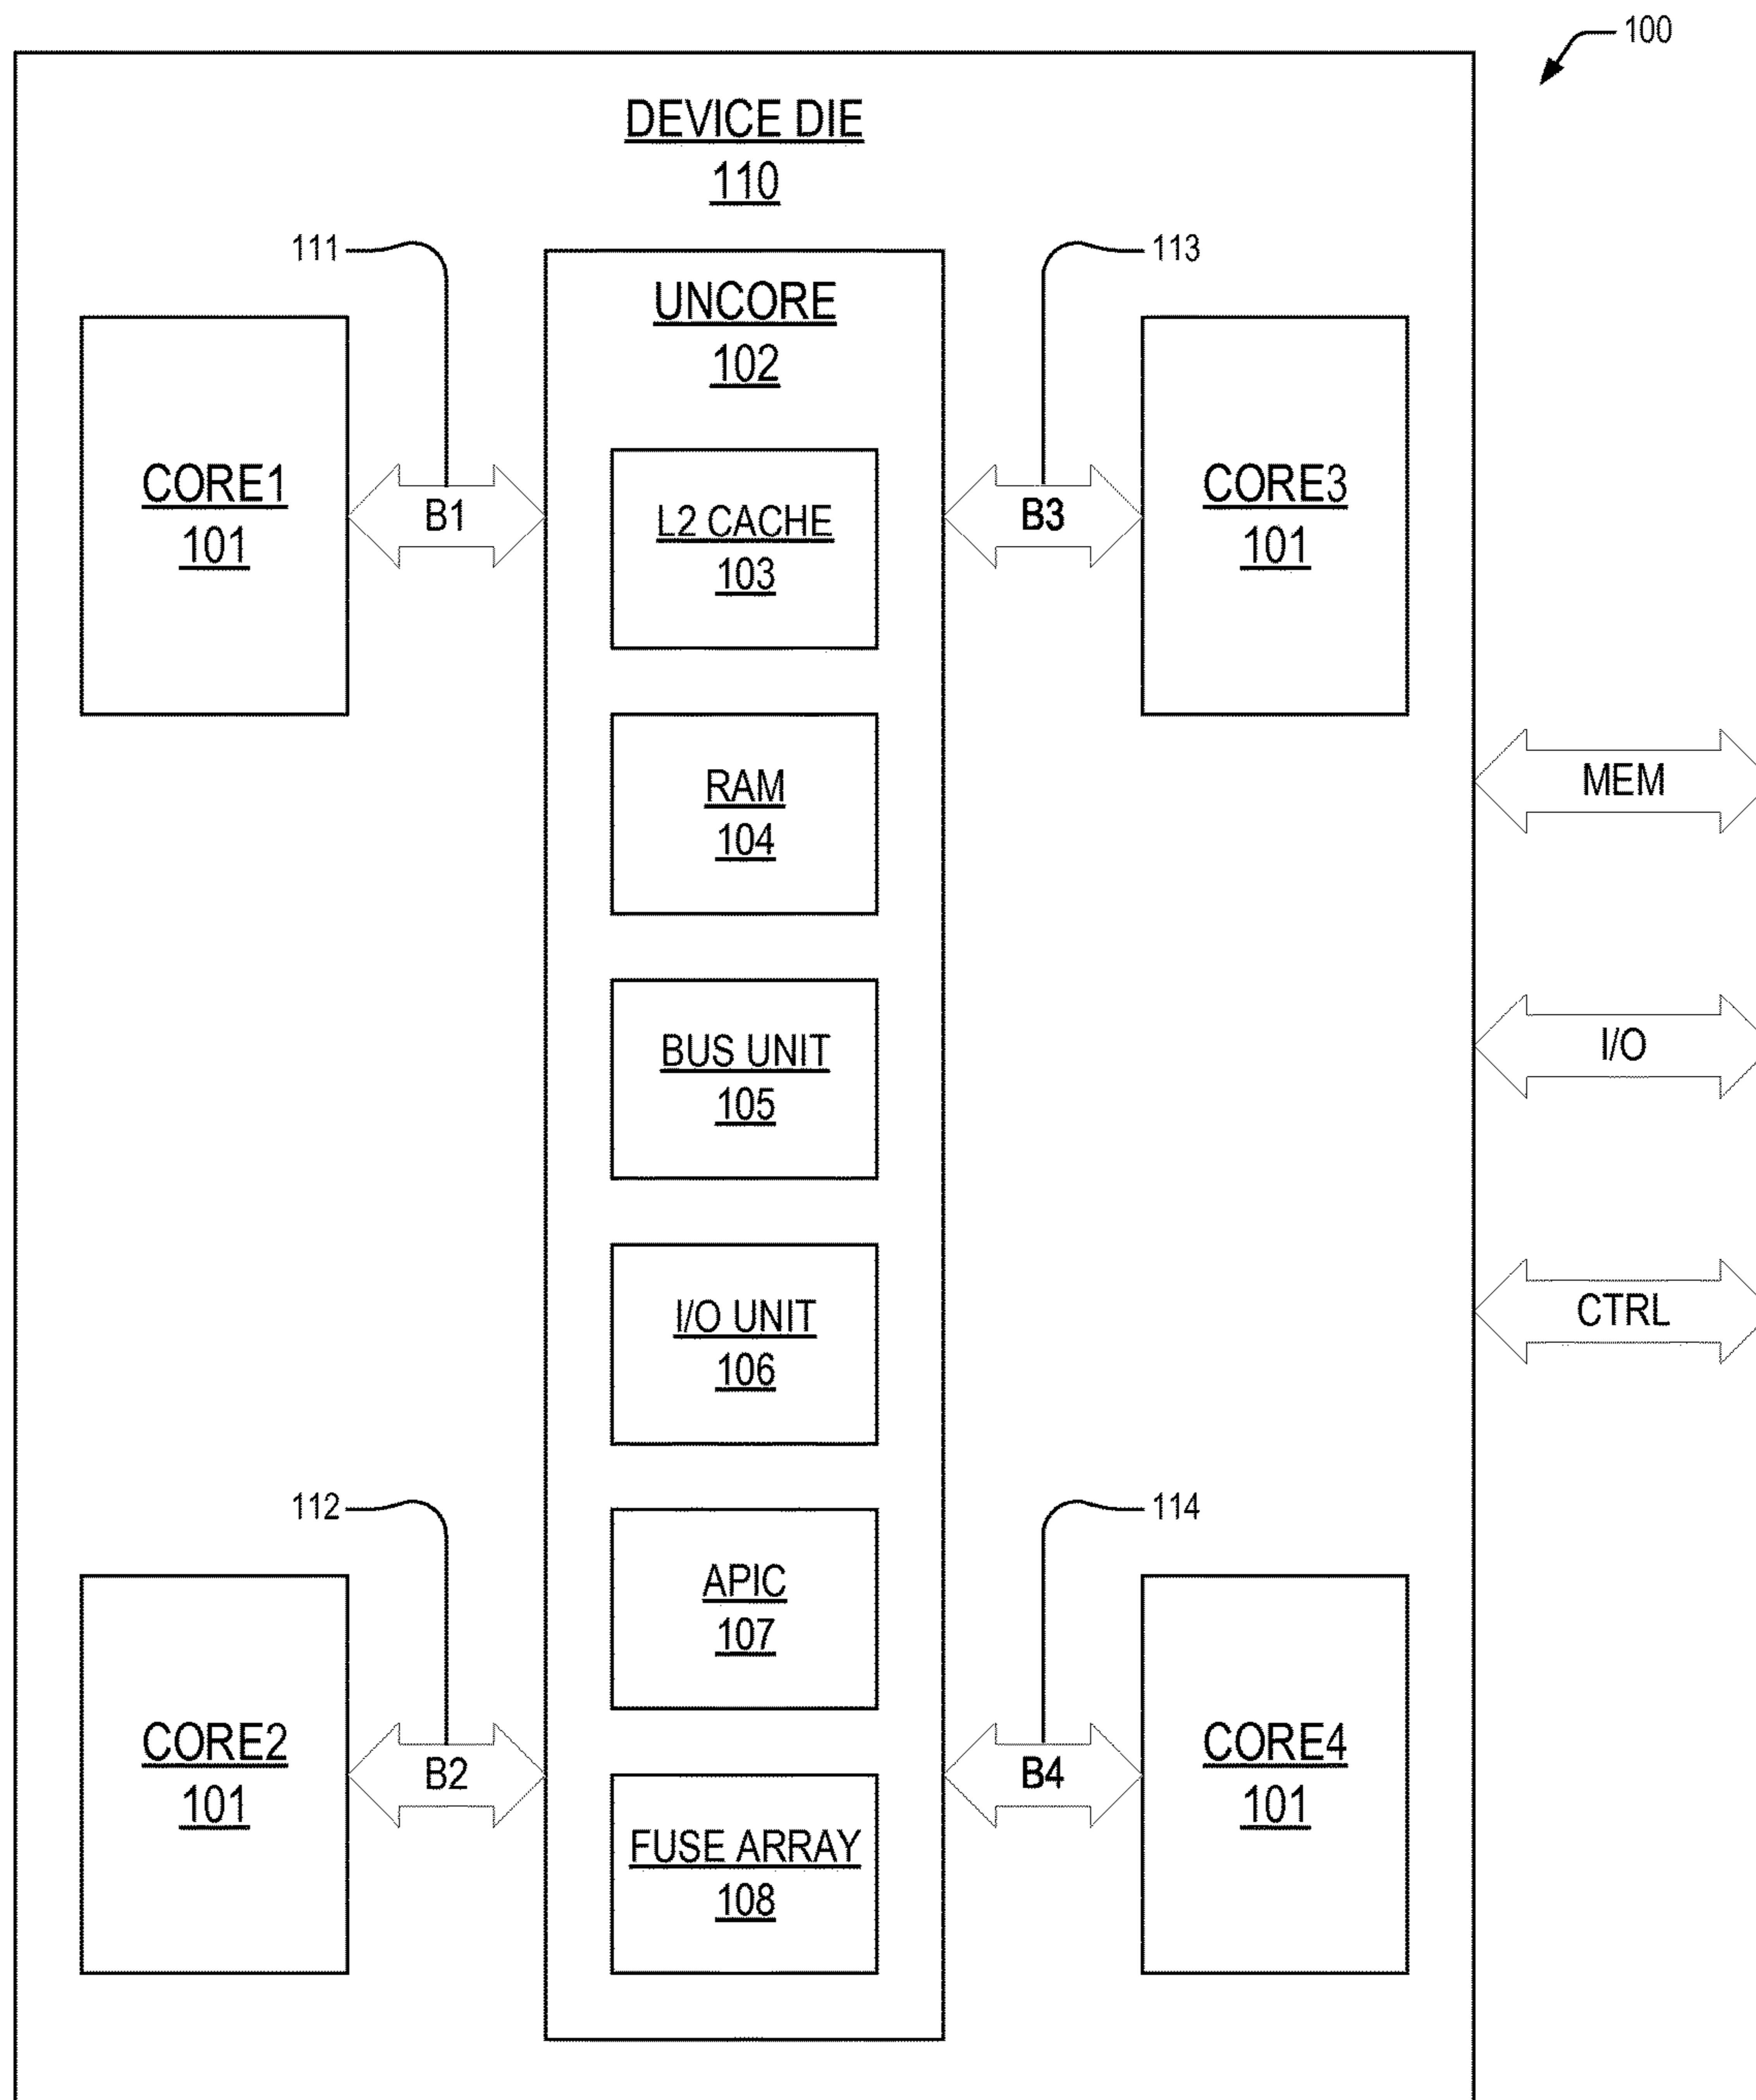 100
DEVICE DIE
110
111
113
UNCORE
102
CORE1
101
B1
L2 CACHE
103
B3
CORE3
101
RAM
104
MEM
BUS UNIT
105
I/O
I/O UNIT
106
CTRL
112
114
APIC
107
CORE2
101
B2
B4
CORE4
101
FUSE ARRAY
108